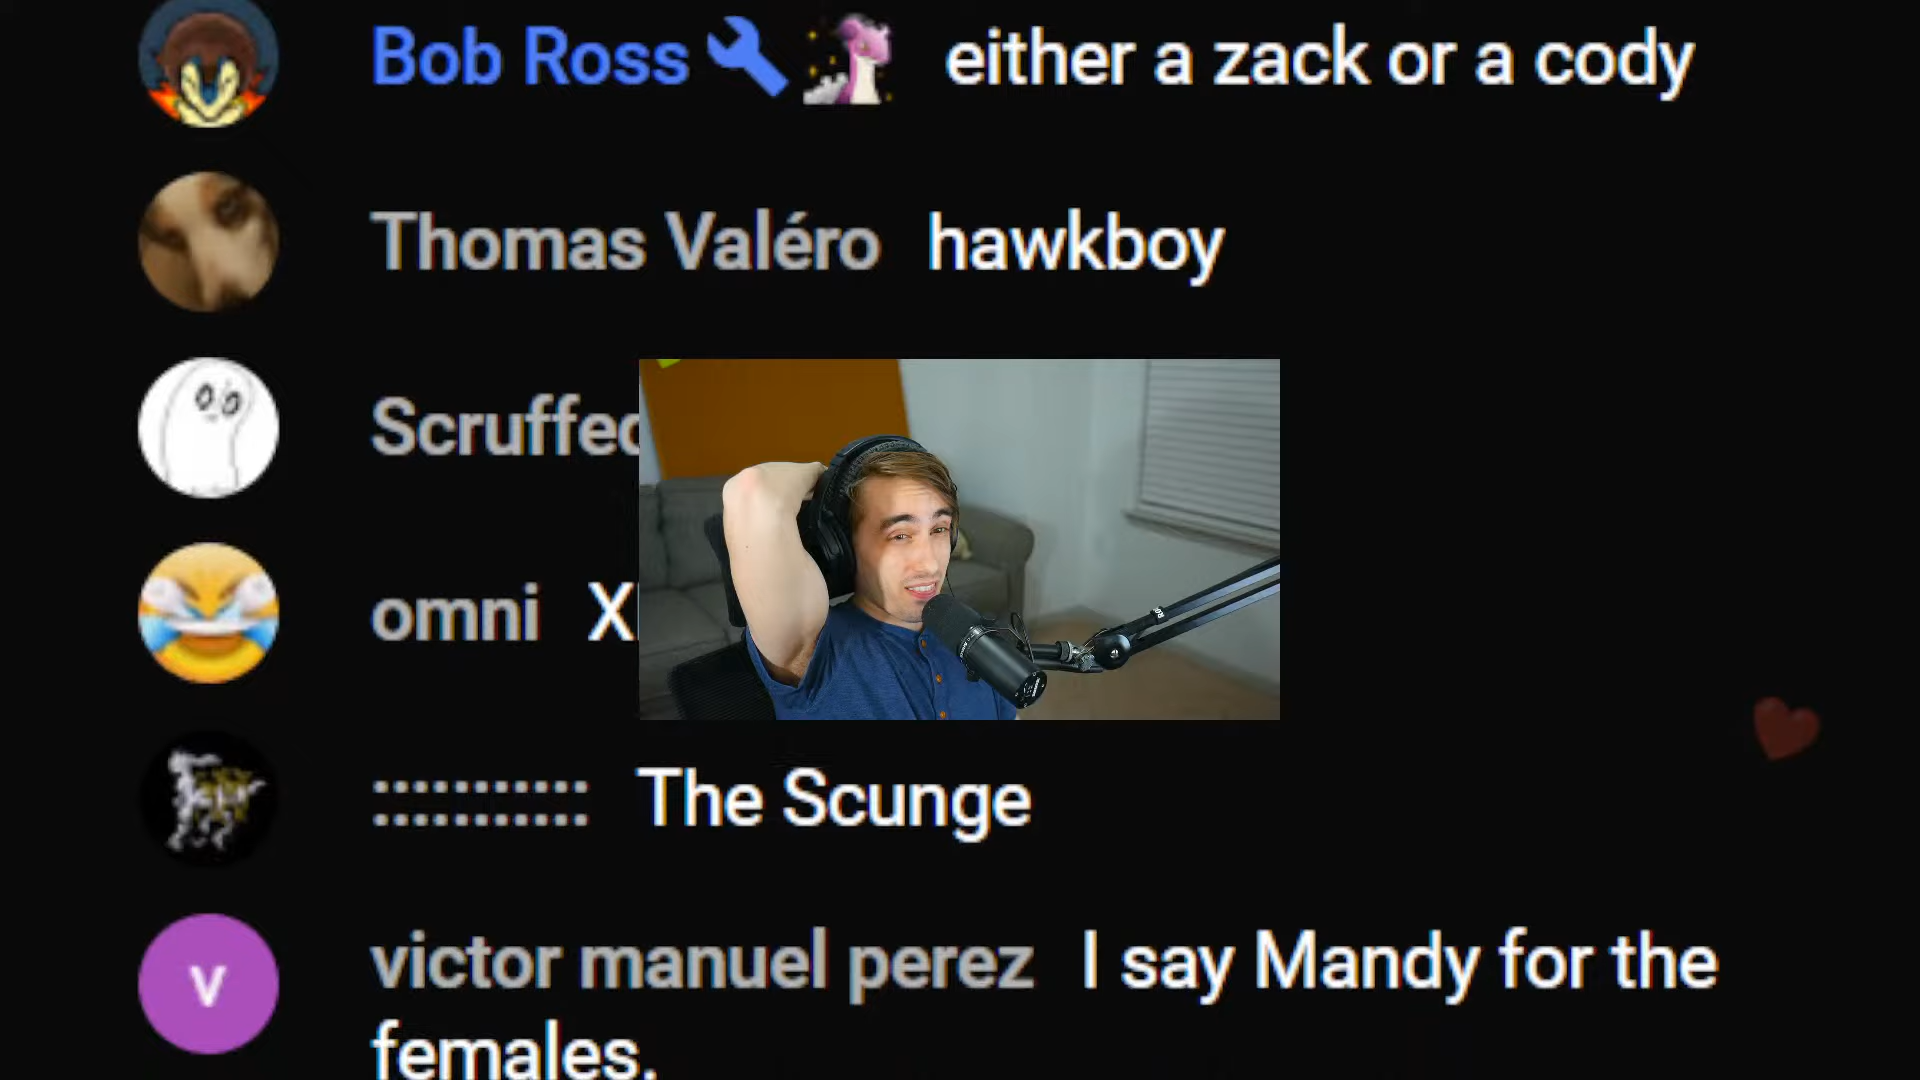 Bob Ross either a zack or a cody
Thomas Valéro hawkboy
omni
::::::::::: The Scunge
V victor manuel perez I say Mandy for the
females.